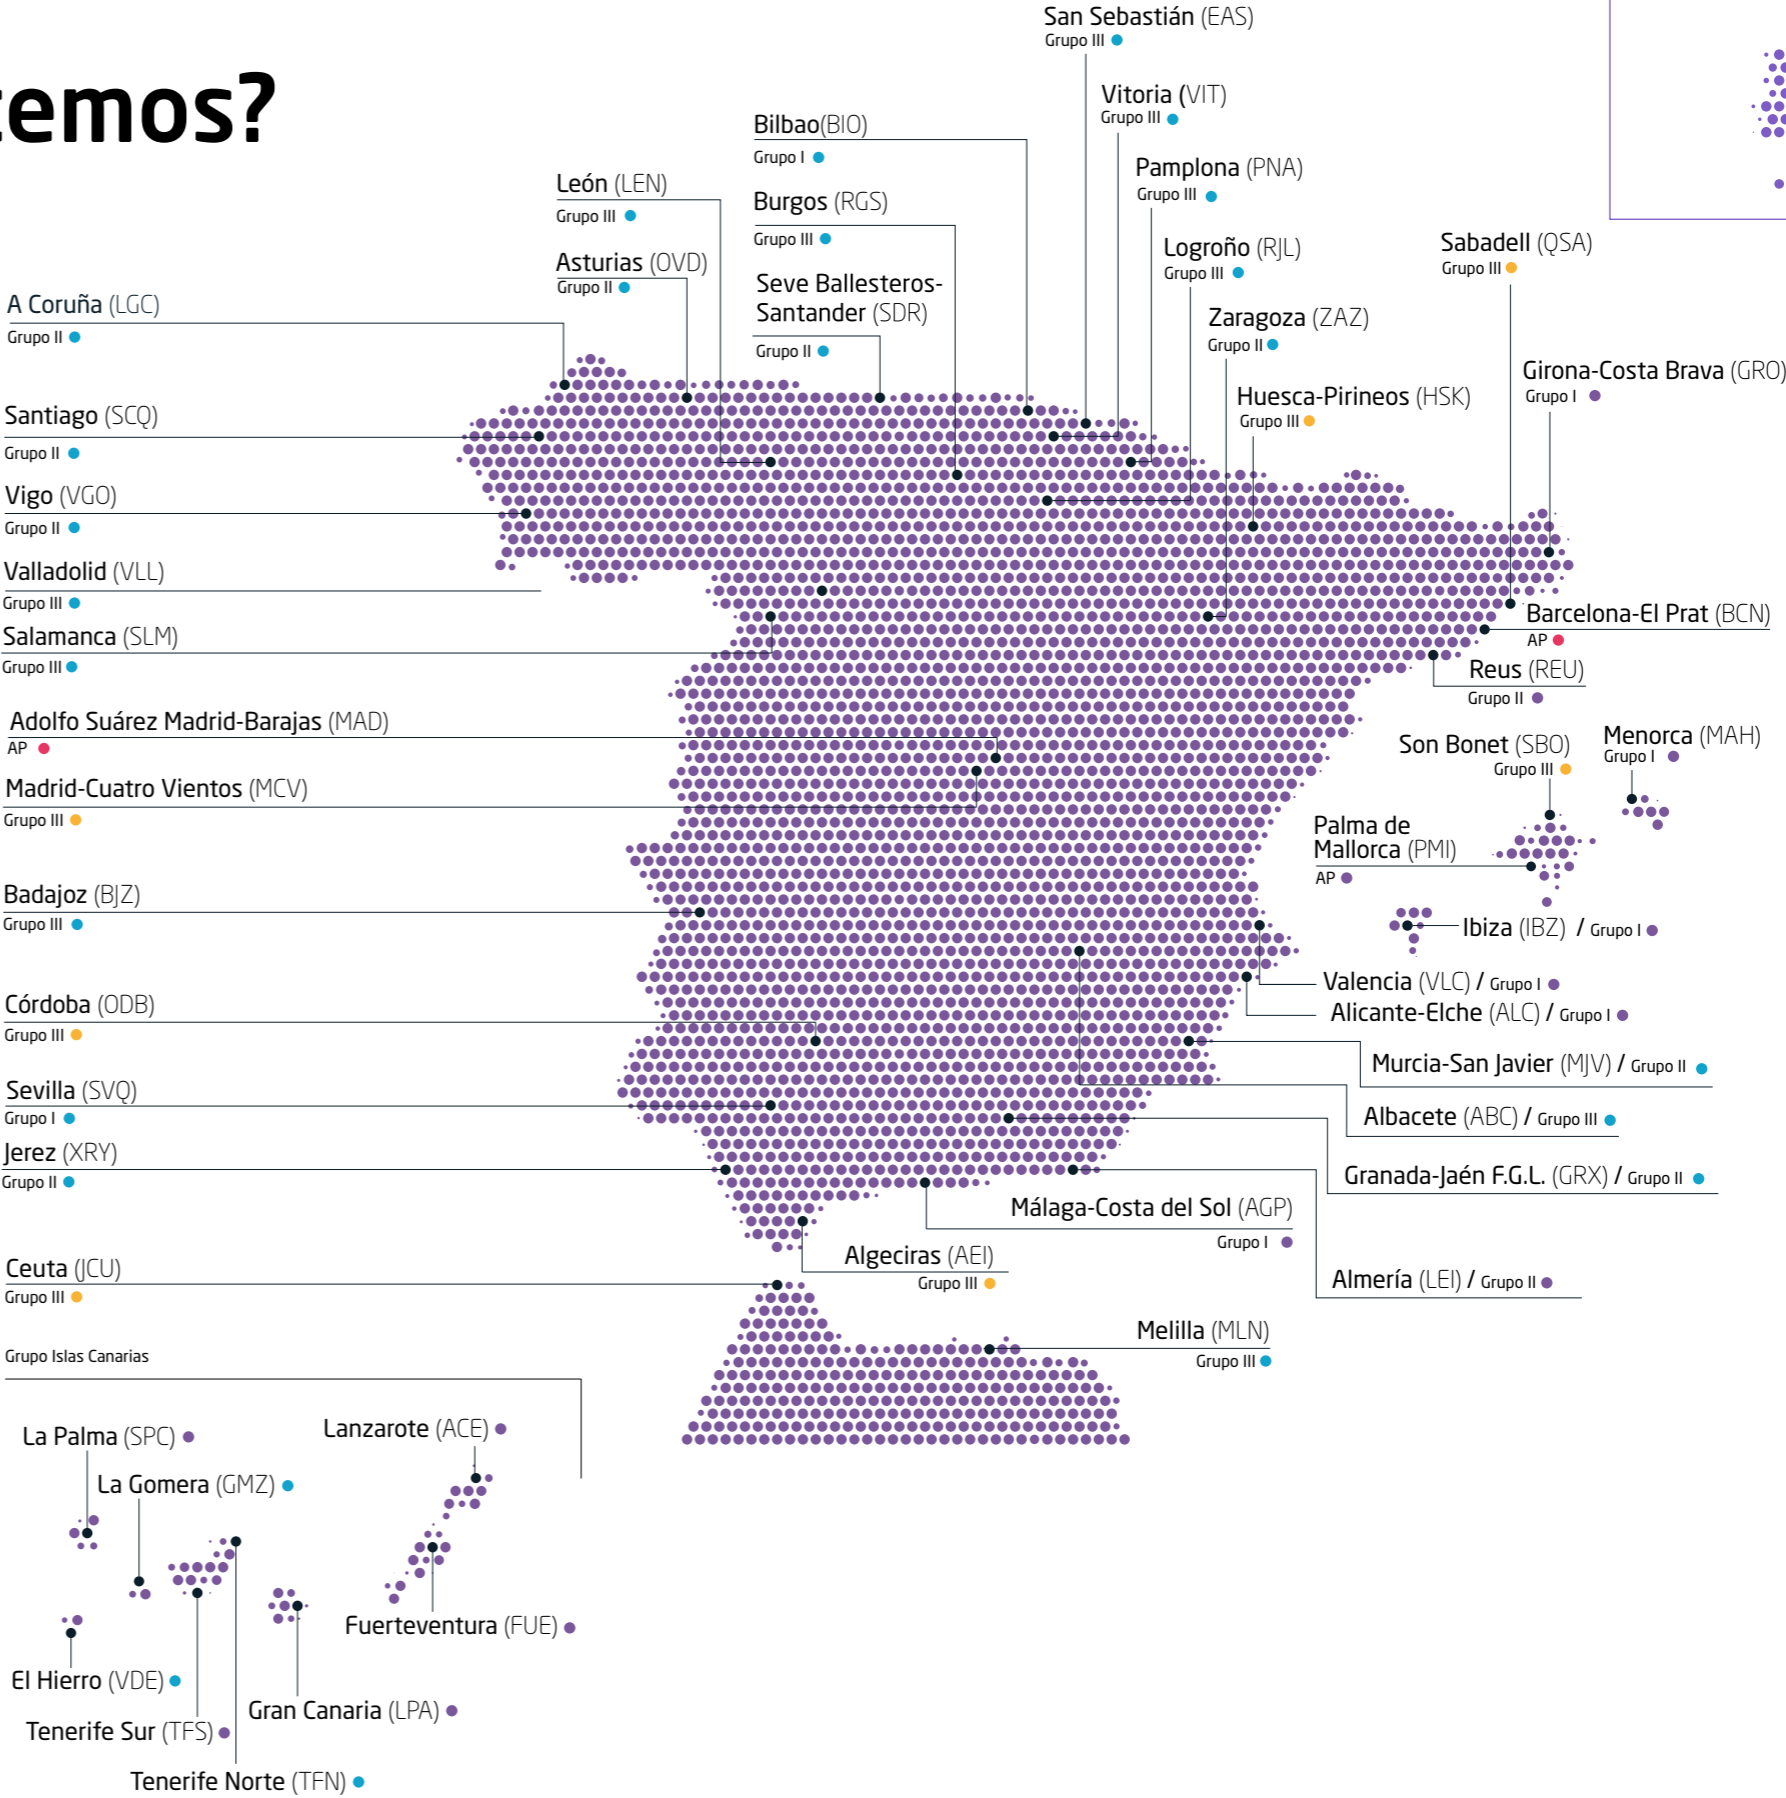 temos?
San Sebastián (EAS)
Grupo III
Vitoria (VIT)
Grupo III
Bilbao(BIO)
Grupo I
Pamplona (PNA)
Grupo III
León (LEN)
Grupo III
Burgos (RGS)
Grupo III
Logroño (RJL)
Grupo III
Sabadell (QSA)
Grupo III
Asturias (OVD)
Grupo II
Seve Ballesteros-
Santander (SDR)
Grupo II
A Coruña (LGC)
Grupo II
Zaragoza (ZAZ)
Grupo II
Girona-Costa Brava (GRO)
Grupo I
Huesca-Pirineos (HSK)
Grupo III
Santiago (SCQ)
Grupo II
Vigo (VGO)
Grupo II
Valladolid (VLL)
Grupo III
Salamanca (SLM)
Grupo III
Barcelona-El Prat (BCN)
AP
Reus (REU)
Grupo II
Adolfo Suárez Madrid-Barajas (MAD)
AP
Madrid-Cuatro Vientos (MCV)
Grupo III
Son Bonet (SBO)
Grupo III
Menorca (MAH)
Grupo I
Palma de
Mallorca (PMI)
AP
Badajoz (BJZ)
Grupo III
Ibiza (IBZ) / Grupo I
Valencia (VLC) / Grupo I
Alicante-Elche (ALC) / Grupo I
Córdoba (ODB)
Grupo III
Murcia-San Javier (MJV) / Grupo II
Sevilla (SVQ)
Grupo I
Albacete (ABC) / Grupo III
Jerez (XRY)
Grupo II
Granada-Jaén F.G.L. (GRX) / Grupo II
Málaga-Costa del Sol (AGP)
Grupo I
Algeciras (AEI)
Grupo III
Ceuta (JCU)
Grupo III
Almería (LEI) / Grupo II
Melilla (MLN)
Grupo III
Grupo Islas Canarias
La Palma (SPC)
Lanzarote (ACE)
La Gomera (GMZ)
Fuerteventura (FUE)
El Hierro (VDE)
Gran Canaria (LPA)
Tenerife Sur (TFS)
Tenerife Norte (TFN)